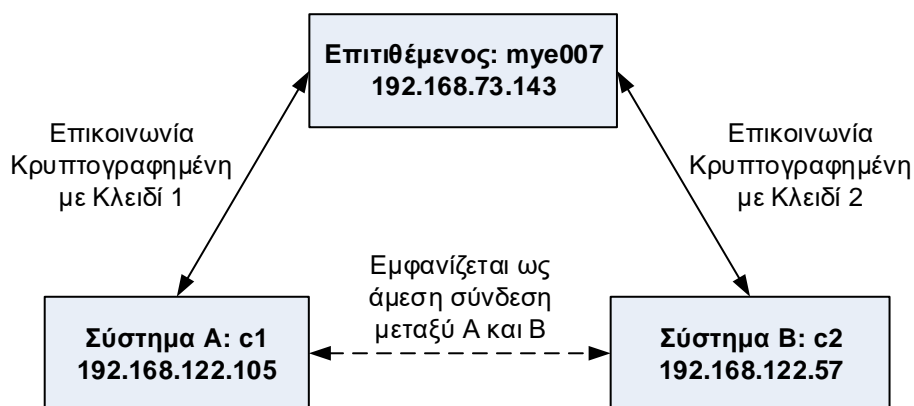 Επιτιθέμενος: mye007
192.168.73.143
Επικοινωνία
Κρυπτογραφημένη
με Κλειδί 1
Επικοινωνία
Κρυπτογραφημένη
με Κλειδί 2
Εμφανίζεται ως
άμεση σύνδεση
μεταξύ Α και Β
Σύστημα Α: c1
192.168.122.105
Σύστημα Β: c2
192.168.122.57